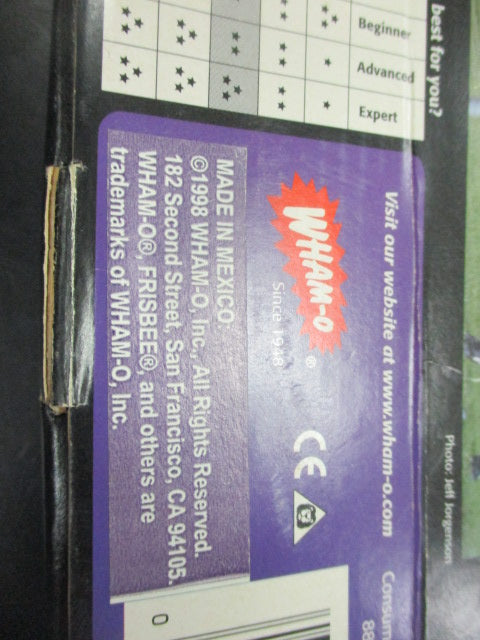 best for you?
Beginner
Advanced
Expert
Visit our website at www.wham-o.com
WHAM-O®
Since 1948
CE
MADE IN MEXICO
©1998 WHAM-O, Inc., All Rights Reserved.
182 Second Street, San Francisco, CA 94105.
WHAM-O®, FRISBEE® and others are
trademarks of WHAM-O, Inc.
Photo: Jeff Jorgenson
0